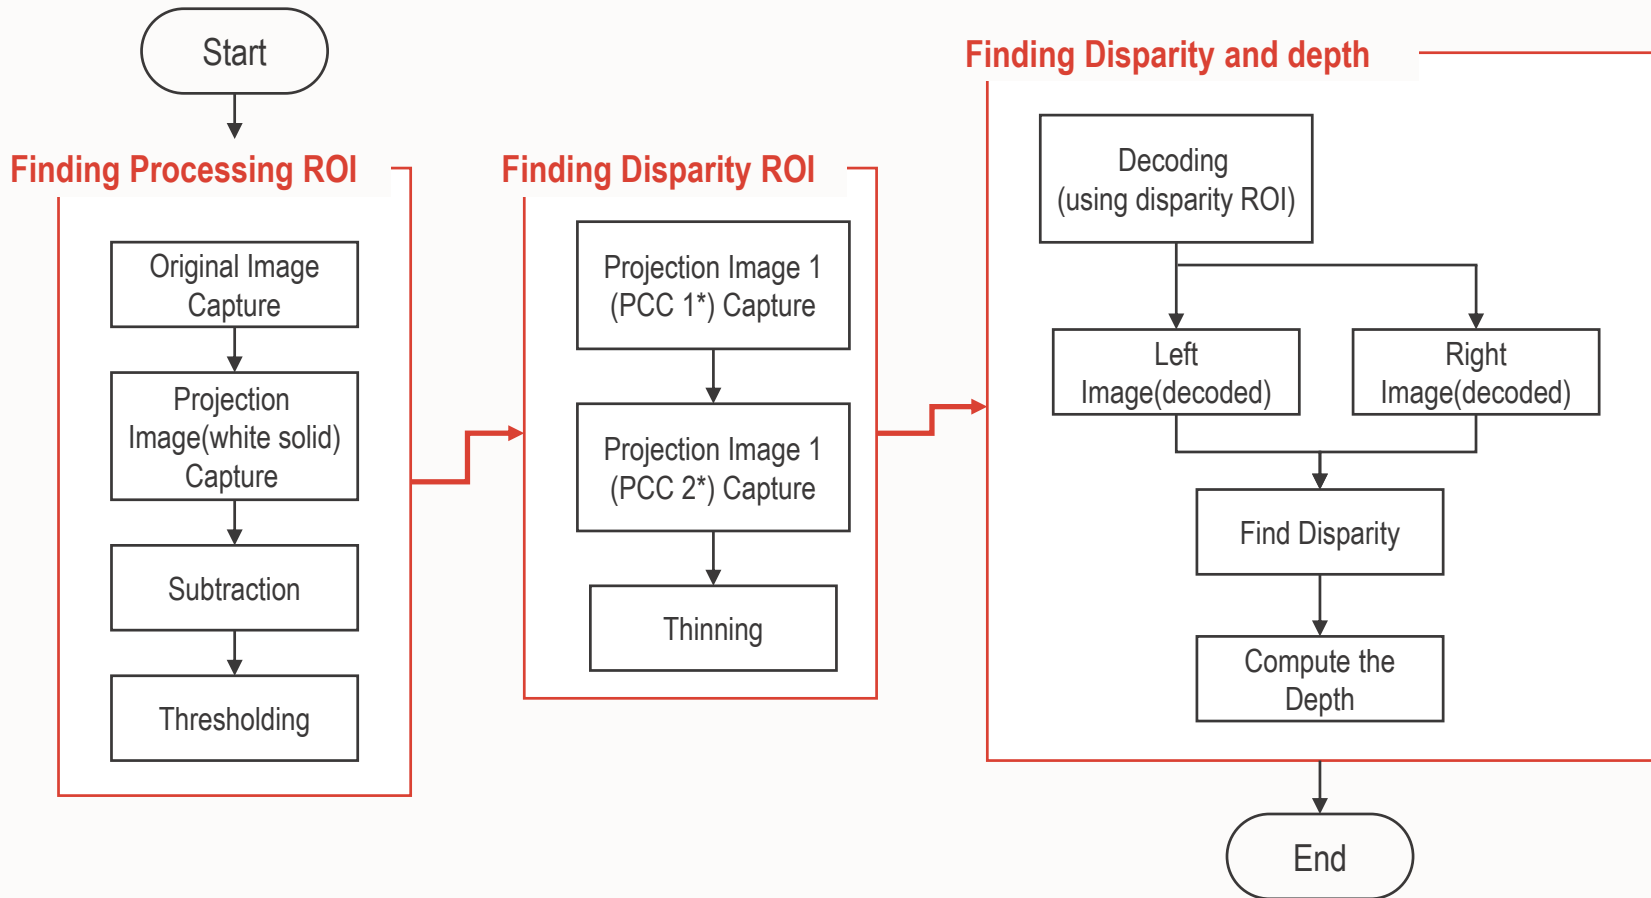 Start
Finding Processing ROI
Original Image
Capture
Projection
Image(white solid)
Capture
Subtraction
Thresholding
Finding Disparity ROI
Projection Image 1
(PCC 1*) Capture
Projection Image 1
(PCC 2*) Capture
Thinning
Finding Disparity and depth
Decoding
(using disparity ROI)
Left
Image(decoded)
Right
Image(decoded)
Find Disparity
Compute the
Depth
End